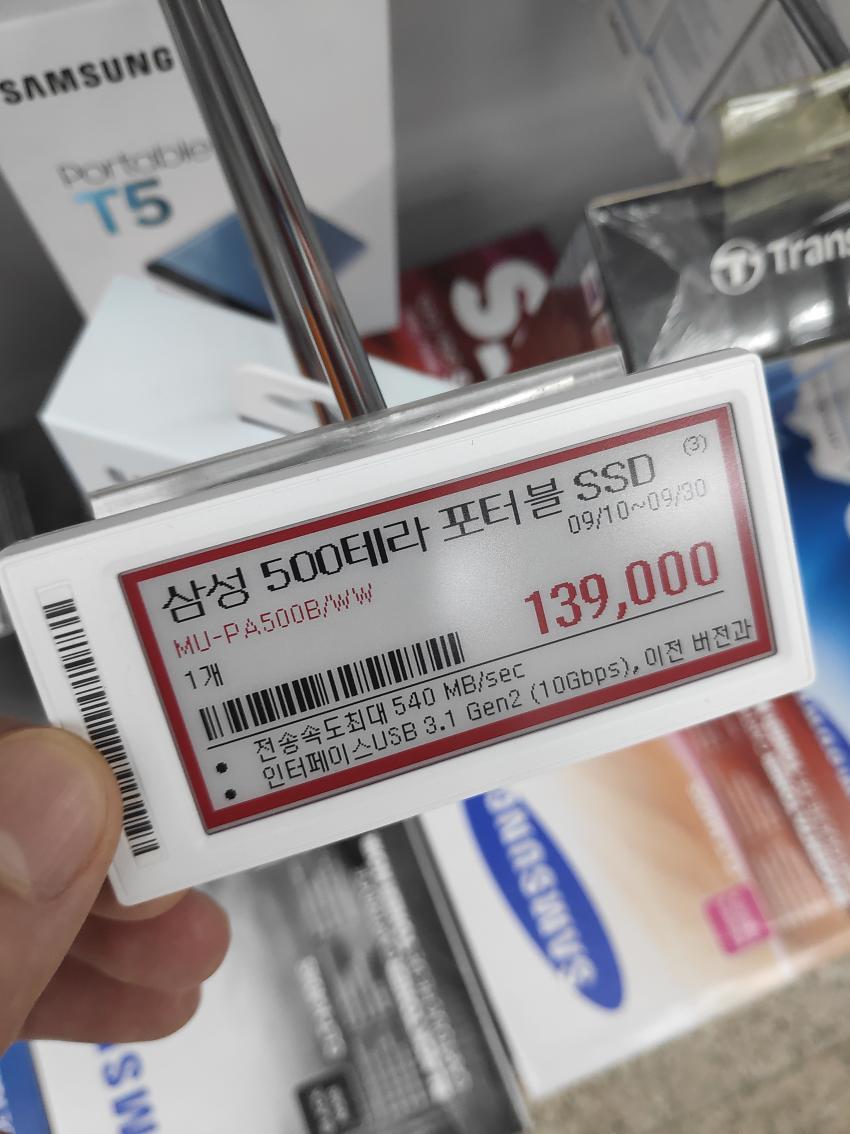 SAMSUNG
Portable
T5
Trans
삼성 500테라 포터블 SSD
(3)
09/10~09/30
MU-PA500B/WW
139,000
1개
• 전송속도최대 540 MB/sec
• 인터페이스USB 3.1 Gen2 (10Gbps), 이전 버전과
SAMSUNG